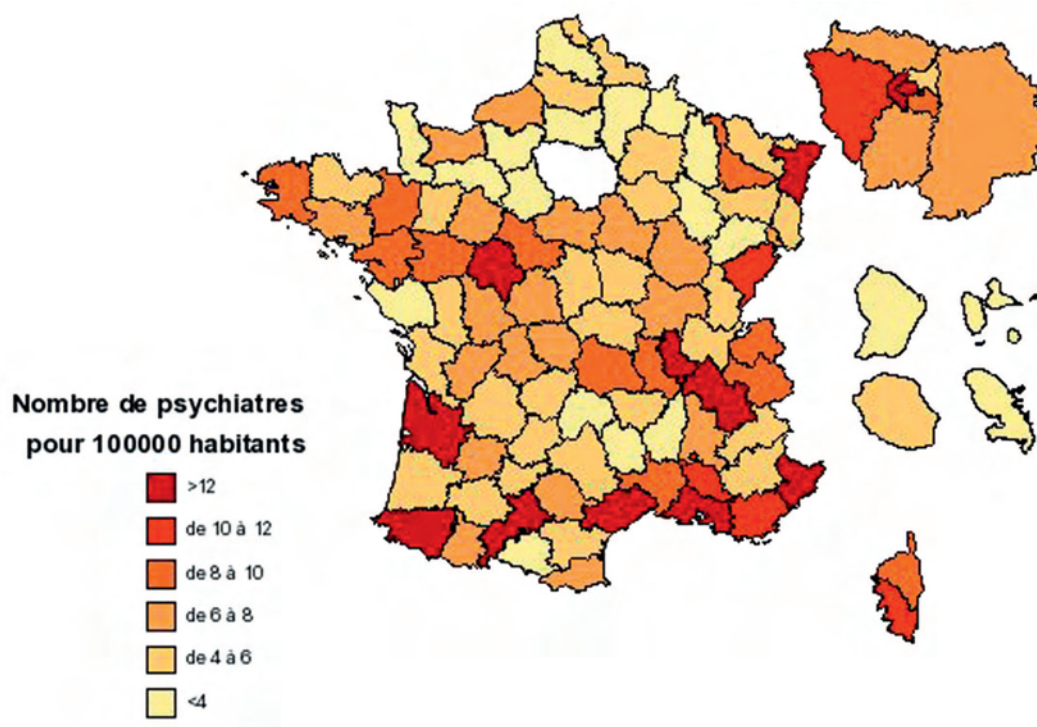 Nombre de psychiatres
pour 100000 habitants
>12
de 10 à 12
de 8 à 10
de 6 à 8
de 4 à 6
<4